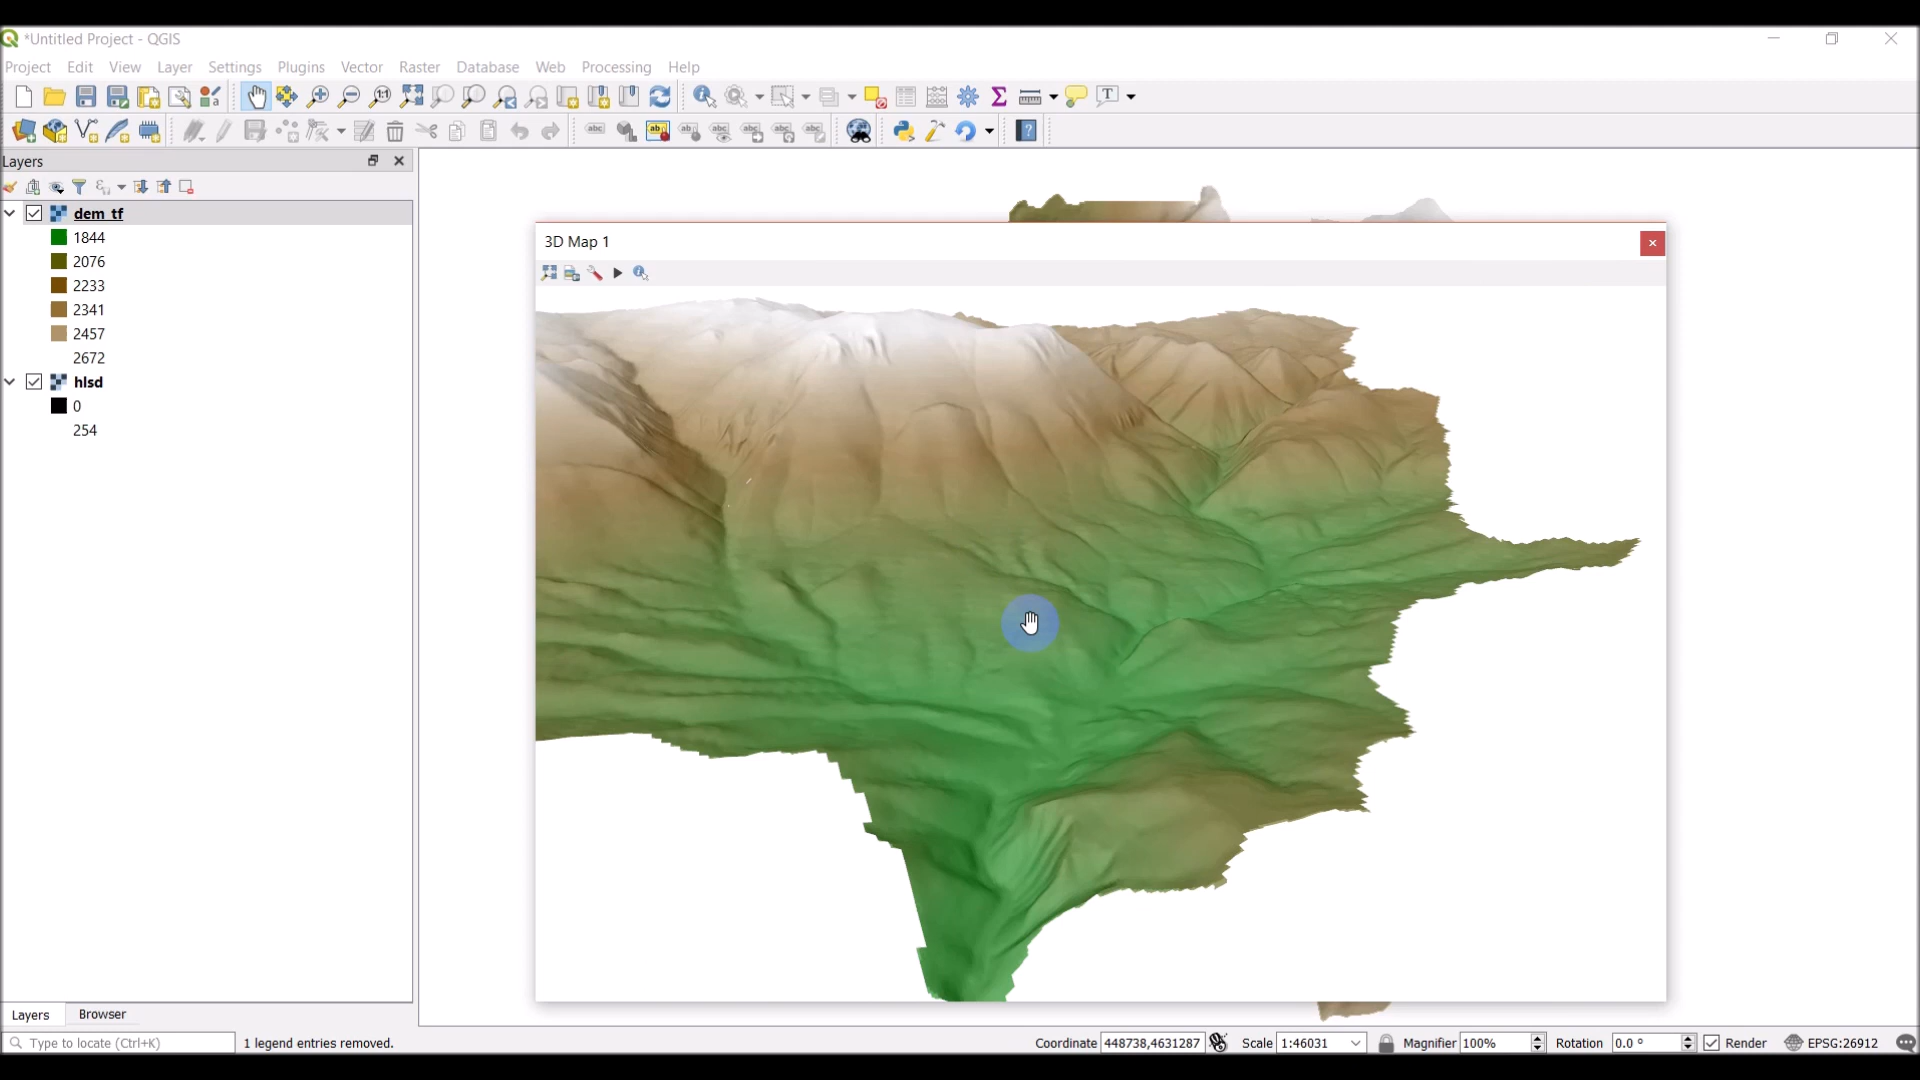 *Untitled Project - QGIS
Project Edit View Layer Settings Plugins Vector Raster Database Web Processing Help
Layers
dem_tf
1844
2076
2233
2341
2457
2672
hlsd
0
254
3D Map 1
Layers Browser
Type to locate (Ctrl+K) 1 legend entries removed. Coordinate 448738,4631287 Scale 1:46031 Magnifier 100% Rotation 0.0 ° Render EPSG:26912